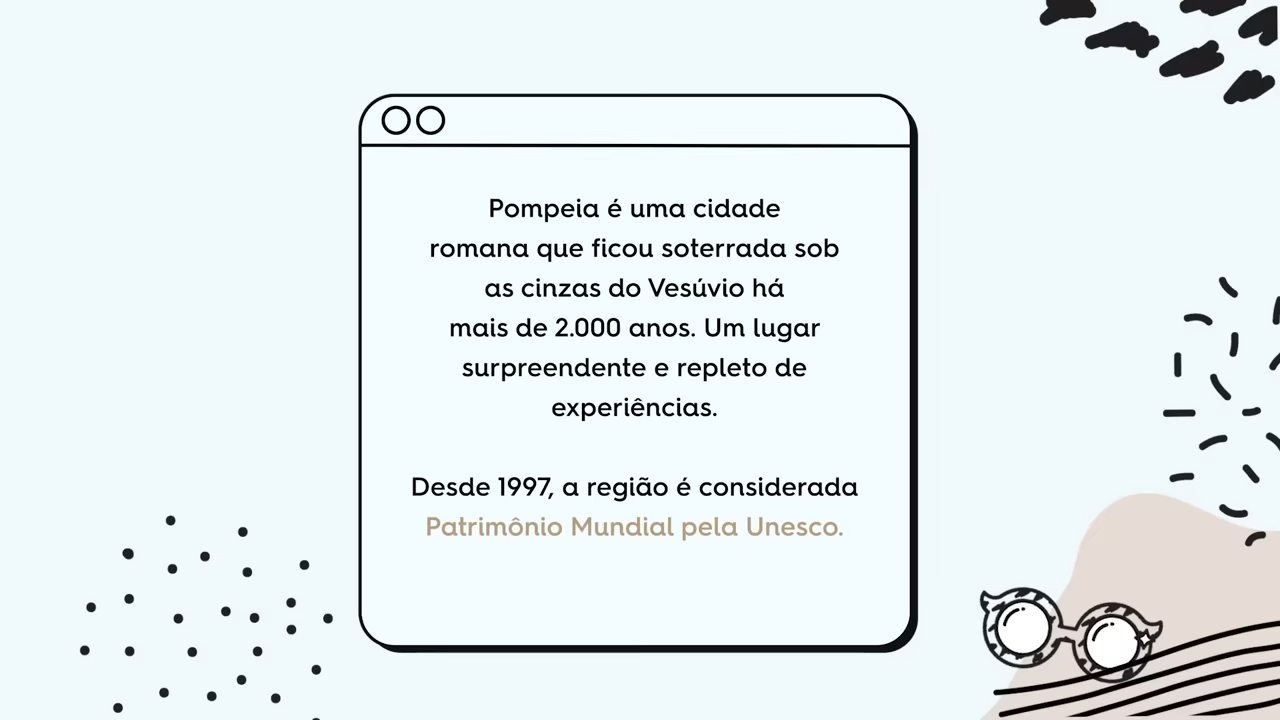 Pompeia é uma cidade
romana que ficou soterrada sob
as cinzas do Vesúvio há
mais de 2.000 anos. Um lugar
surpreendente e repleto de
experiências.
Desde 1997, a região é considerada
Patrimônio Mundial pela Unesco.